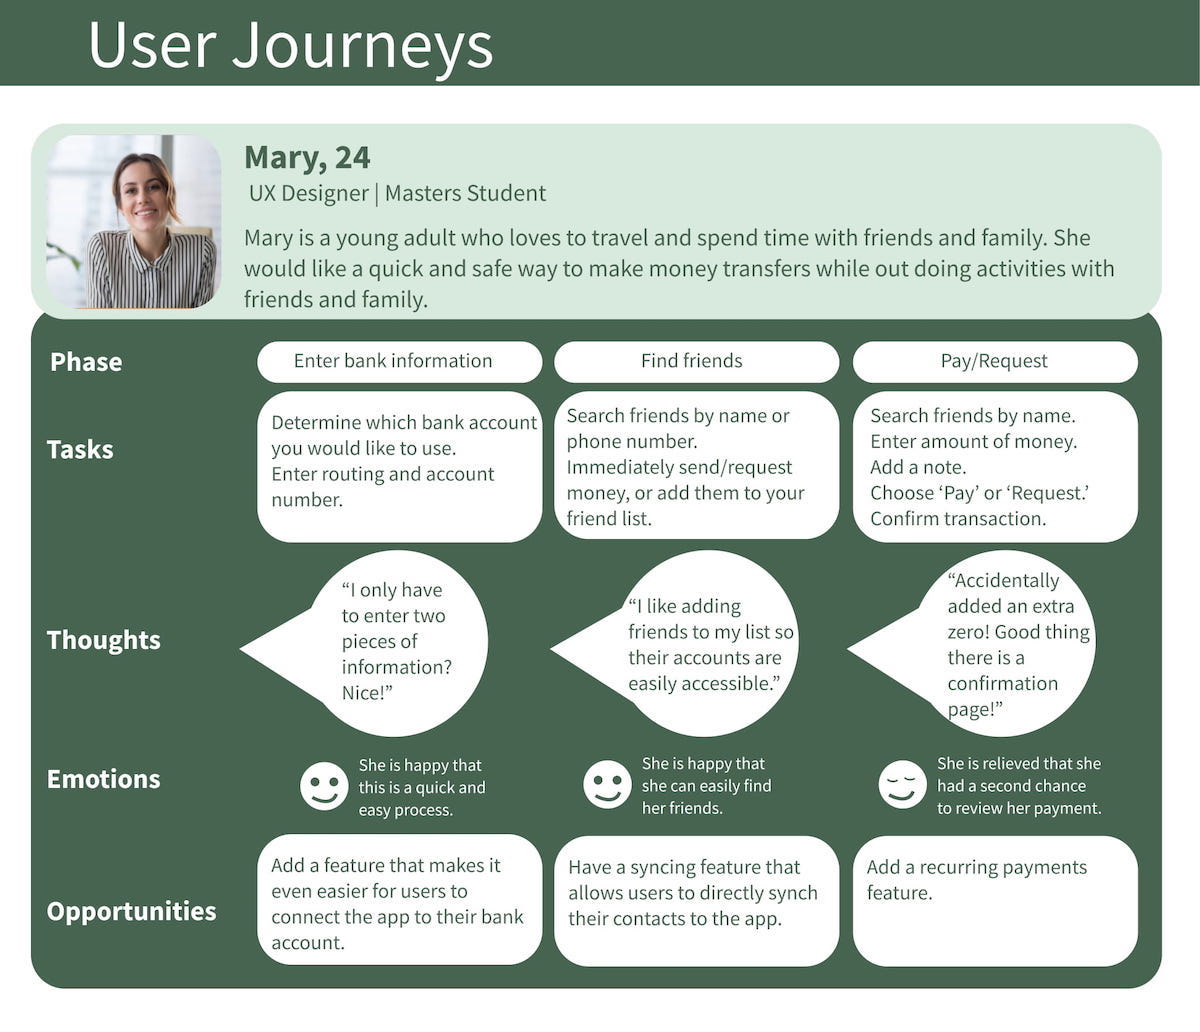 User Journeys
Mary, 24
UX Designer | Masters Student
Mary is a young adult who loves to travel and spend time with friends and family. She
would like a quick and safe way to make money transfers while out doing activities with
friends and family.
Phase
Enter bank information
Find friends
Pay/Request
Tasks
Determine which bank account
you would like to use.
Enter routing and account
number.
Search friends by name or
phone number.
Immediately send/request
money, or add them to your
friend list.
Search friends by name.
Enter amount of money.
Add a note.
Choose ‘Pay’ or ‘Request.’
Confirm transaction.
Thoughts
“I only have
to enter two
pieces of
information?
Nice!”
“I like adding
friends to my list so
their accounts are
easily accessible.”
“Accidentally
added an extra
zero! Good thing
there is a
confirmation
page!”
Emotions
She is happy that
this is a quick and
easy process.
She is happy that
she can easily find
her friends.
She is relieved that she
had a second chance
to review her payment.
Opportunities
Add a feature that makes it
even easier for users to
connect the app to their bank
account.
Have a syncing feature that
allows users to directly synch
their contacts to the app.
Add a recurring payments
feature.